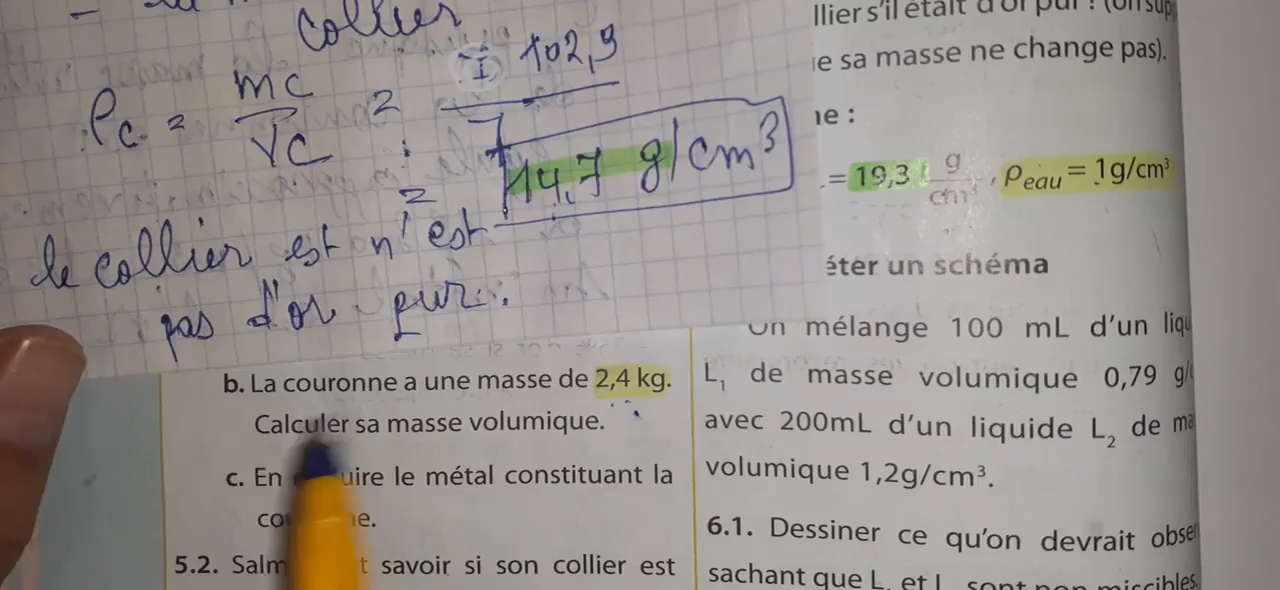 collier
ρc = mc / Vc = 102,9 / 7
= 14,7 g/cm³
le collier est n'est
pas d'or pur.
llier s'il était d'or pur ? (On sup
e sa masse ne change pas).
ne :
= 19,3 g/cm³, ρeau = 1g/cm³
éter un schéma
b. La couronne a une masse de 2,4 kg.
Calculer sa masse volumique.
c. En uire le métal constituant la
co ne.
5.2. Salm t savoir si son collier est
On mélange 100 mL d'un liqu
L₁ de masse volumique 0,79 g/
avec 200mL d'un liquide L₂ de ma
volumique 1,2g/cm³.
6.1. Dessiner ce qu'on devrait obse
sachant que L et L sont non miscibles